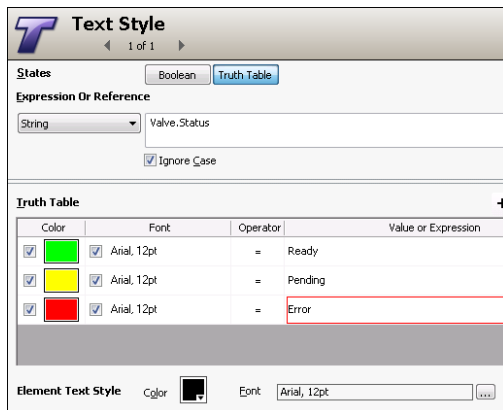 Text Style
1 of 1
States Boolean Truth Table
Expression Or Reference
String Valve.Status
Ignore Case
Truth Table +
Color Font Operator Value or Expression
Arial, 12pt = Ready
Arial, 12pt = Pending
Arial, 12pt = Error
Element Text Style Color Font Arial, 12pt ...